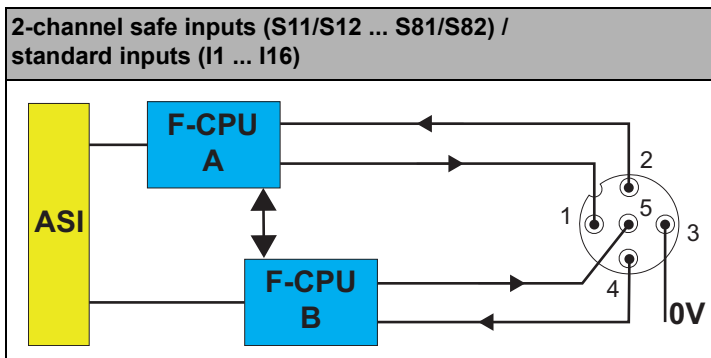 2-channel safe inputs (S11/S12 ... S81/S82) /
standard inputs (I1 ... I16)
F-CPU
A
ASI
F-CPU
B
2
1
5
3
4
0V